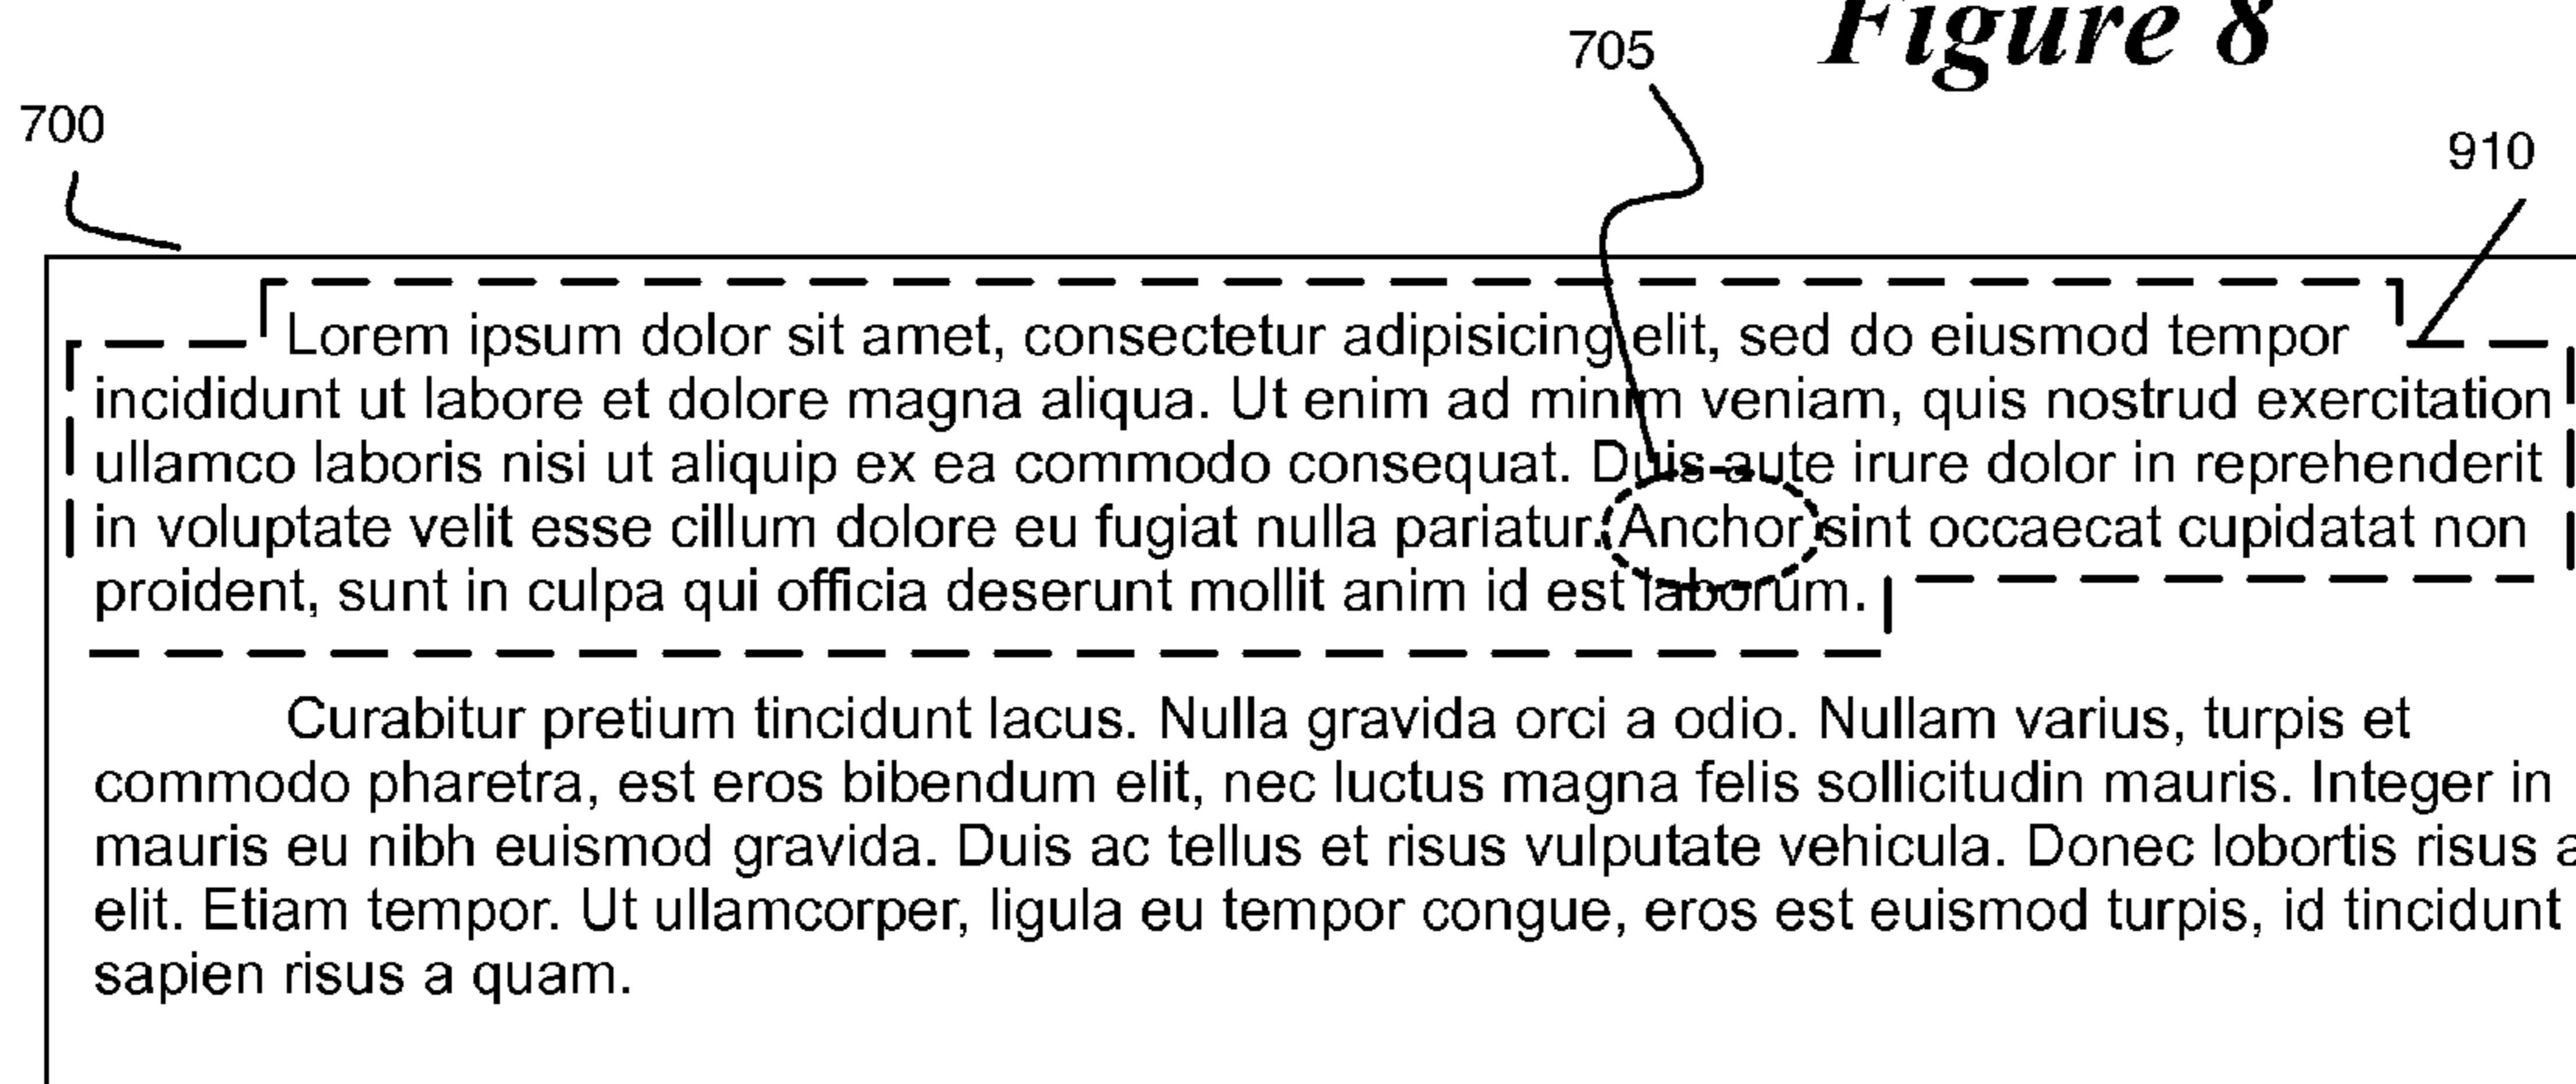 Figure 8
705
700
910
Lorem ipsum dolor sit amet, consectetur adipisicing elit, sed do eiusmod tempor
incididunt ut labore et dolore magna aliqua. Ut enim ad minim veniam, quis nostrud exercitation
ullamco laboris nisi ut aliquip ex ea commodo consequat. Duis aute irure dolor in reprehenderit
in voluptate velit esse cillum dolore eu fugiat nulla pariatur. Anchor sint occaecat cupidatat non
proident, sunt in culpa qui officia deserunt mollit anim id est laborum.
Curabitur pretium tincidunt lacus. Nulla gravida orci a odio. Nullam varius, turpis et
commodo pharetra, est eros bibendum elit, nec luctus magna felis sollicitudin mauris. Integer in
mauris eu nibh euismod gravida. Duis ac tellus et risus vulputate vehicula. Donec lobortis risus a
elit. Etiam tempor. Ut ullamcorper, ligula eu tempor congue, eros est euismod turpis, id tincidunt
sapien risus a quam.